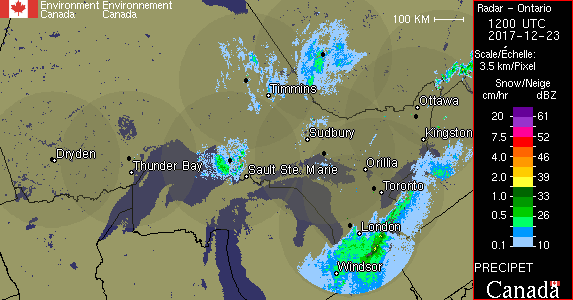 Environment Environnement
Canada Canada
100 KM
Radar - Ontario
1200 UTC
2017-12-23
Scale/Échelle:
3.5 km/Pixel
Snow/Neige
cm/hr dBZ
20 61
7.5 52
4.0 46
2.0 39
1.0 33
0.5 26
0.1 10
PRECIPET
Canada
Timmins
Ottawa
Sudbury
Kingston
Dryden
Thunder Bay
Sault Ste. Marie
Orillia
Toronto
London
Windsor